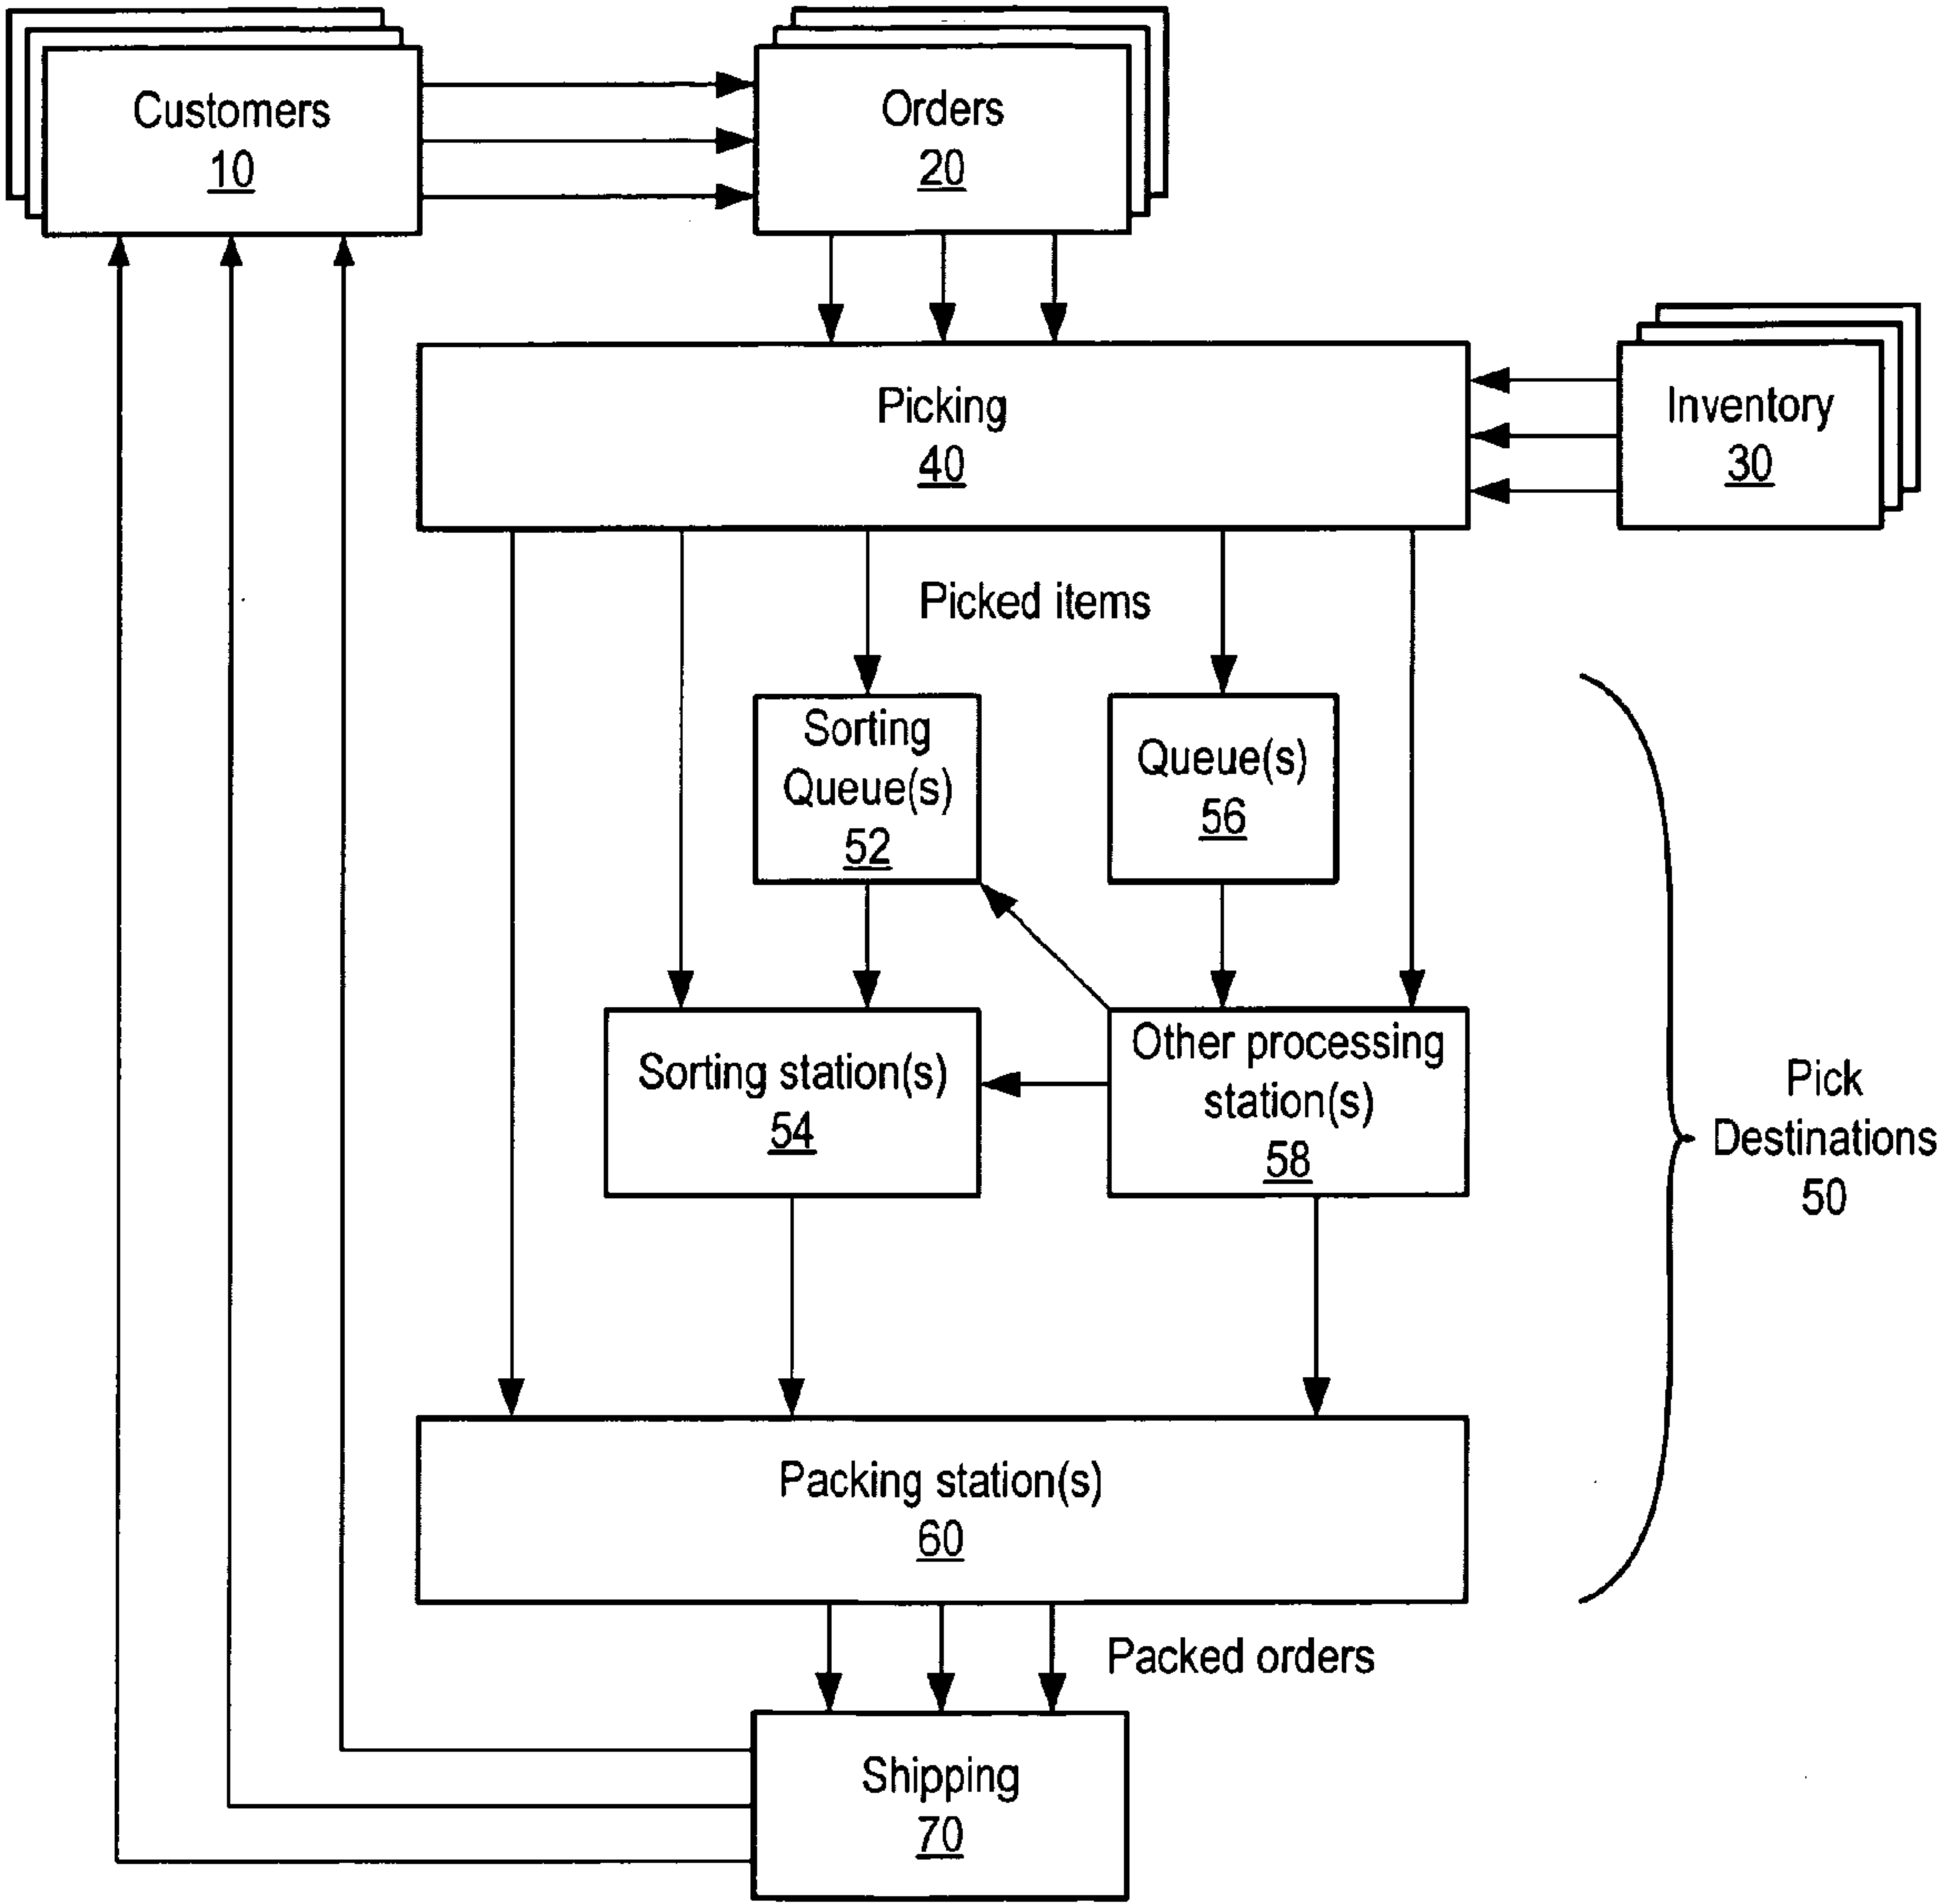 Customers
10
Orders
20
Picking
40
Inventory
30
Picked items
Sorting
Queue(s)
52
Queue(s)
56
Sorting station(s)
54
Other processing
station(s)
58
Pick
Destinations
50
Packing station(s)
60
Packed orders
Shipping
70